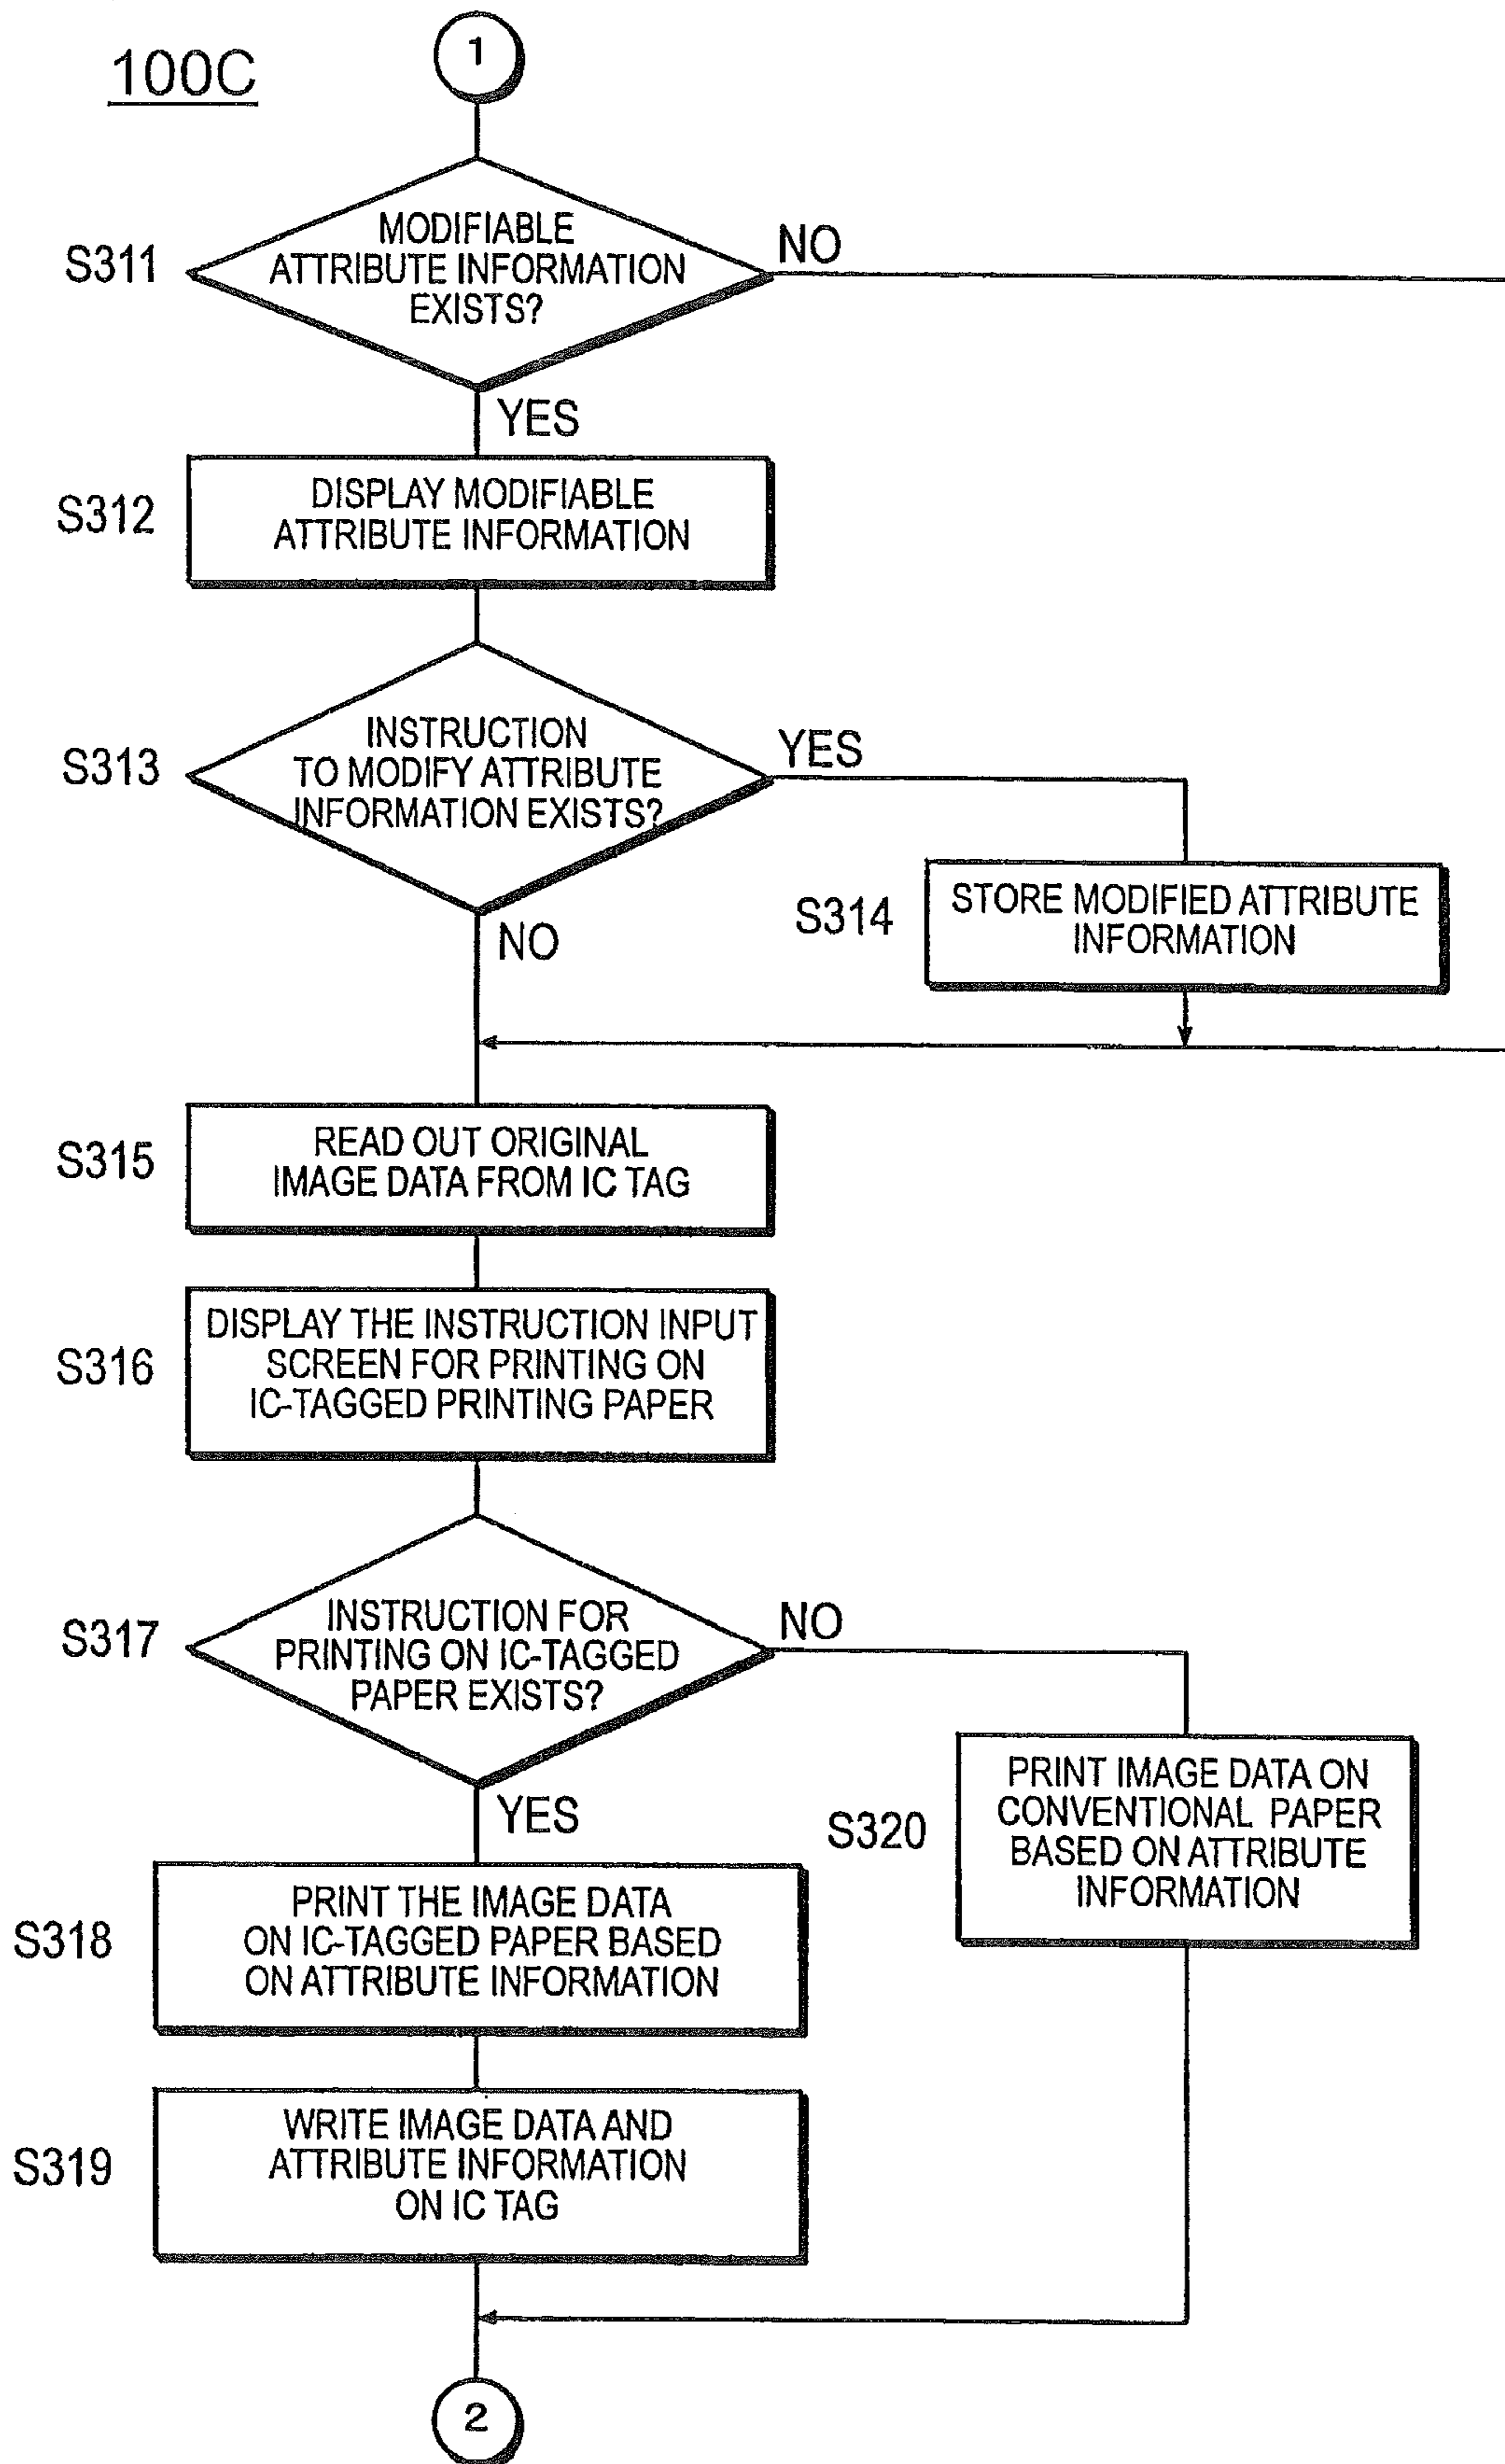 100C
1
S311
MODIFIABLE
ATTRIBUTE INFORMATION
EXISTS?
NO
YES
S312
DISPLAY MODIFIABLE
ATTRIBUTE INFORMATION
S313
INSTRUCTION
TO MODIFY ATTRIBUTE
INFORMATION EXISTS?
YES
NO
S314
STORE MODIFIED ATTRIBUTE
INFORMATION
S315
READ OUT ORIGINAL
IMAGE DATA FROM IC TAG
S316
DISPLAY THE INSTRUCTION INPUT
SCREEN FOR PRINTING ON
IC-TAGGED PRINTING PAPER
S317
INSTRUCTION FOR
PRINTING ON IC-TAGGED
PAPER EXISTS?
NO
YES
S320
PRINT IMAGE DATA ON
CONVENTIONAL PAPER
BASED ON ATTRIBUTE
INFORMATION
S318
PRINT THE IMAGE DATA
ON IC-TAGGED PAPER BASED
ON ATTRIBUTE INFORMATION
S319
WRITE IMAGE DATA AND
ATTRIBUTE INFORMATION
ON IC TAG
2